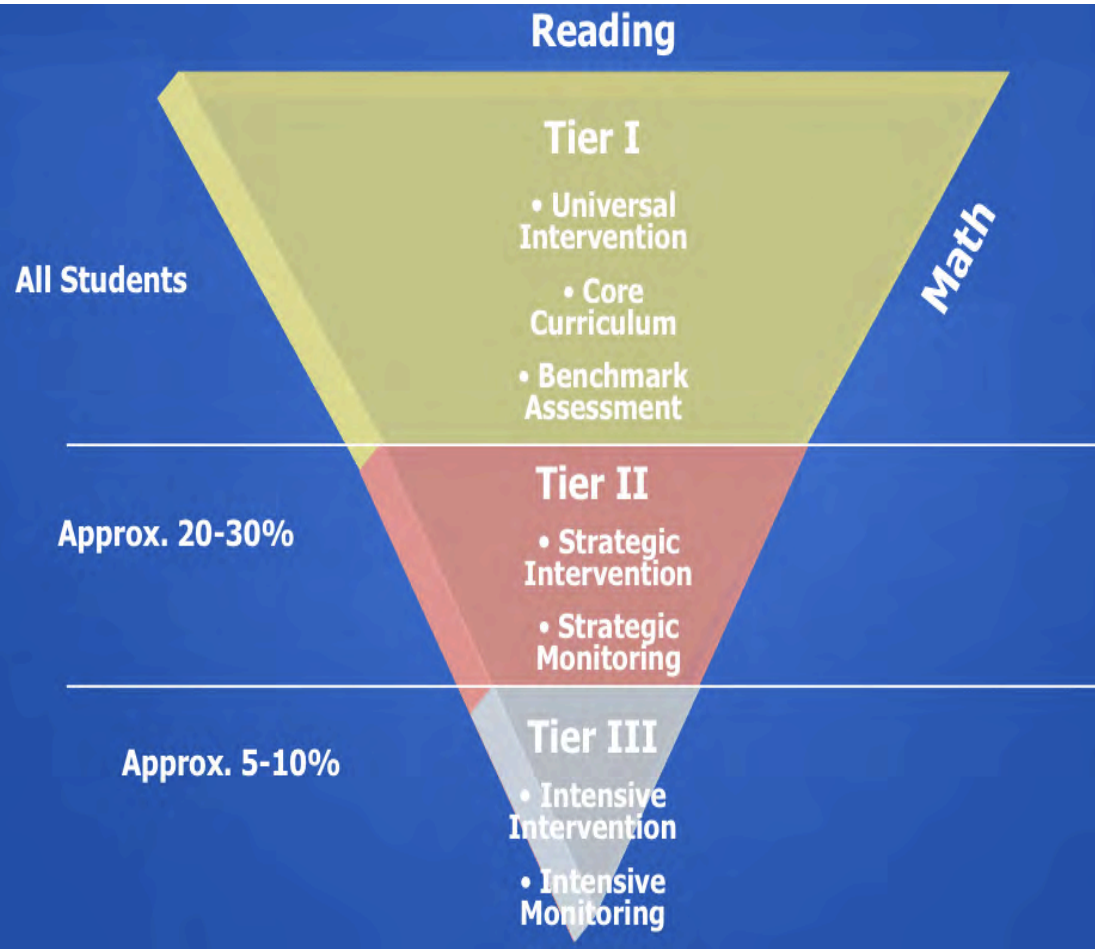 Reading
Tier I
• Universal
Intervention
Math
All Students
• Core
Curriculum
• Benchmark
Assessment
Tier II
Approx. 20-30%
• Strategic
Intervention
• Strategic
Monitoring
Tier III
Approx. 5-10%
• Intensive
Intervention
• Intensive
Monitoring